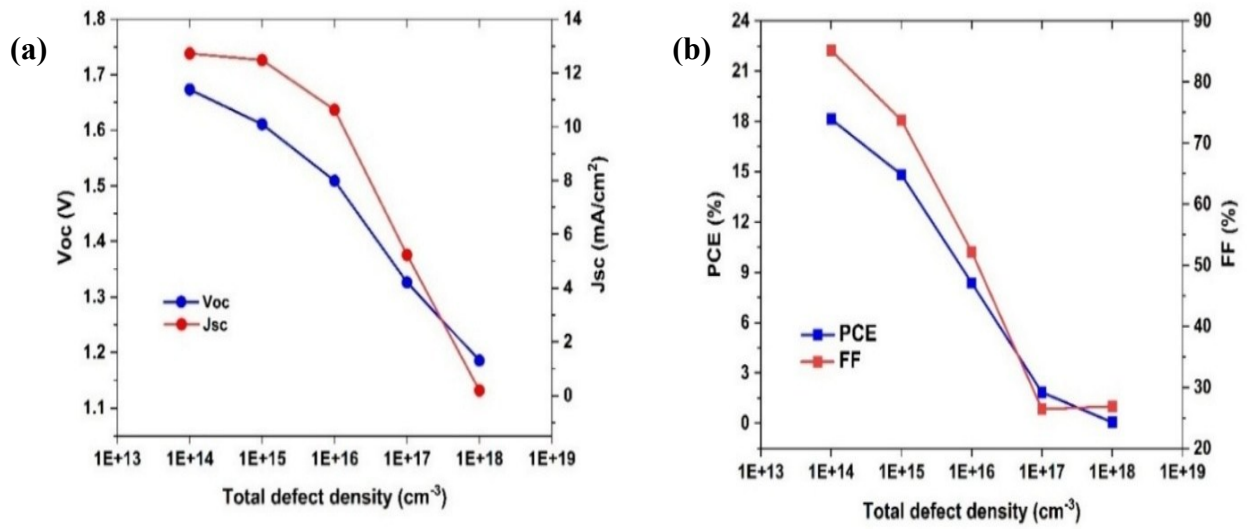 (a)
1.8
1.7
1.6
1.5
1.4
1.3
1.2
1.1
Voc (V)
14
12
10
8
6
4
2
0
Jsc (mA/cm²)
Voc
Jsc
1E+13 1E+14 1E+15 1E+16 1E+17 1E+18 1E+19
Total defect density (cm⁻³)
(b)
24
21
18
15
12
9
6
3
0
PCE (%)
90
80
70
60
50
40
30
20
FF (%)
PCE
FF
1E+13 1E+14 1E+15 1E+16 1E+17 1E+18 1E+19
Total defect density (cm⁻³)